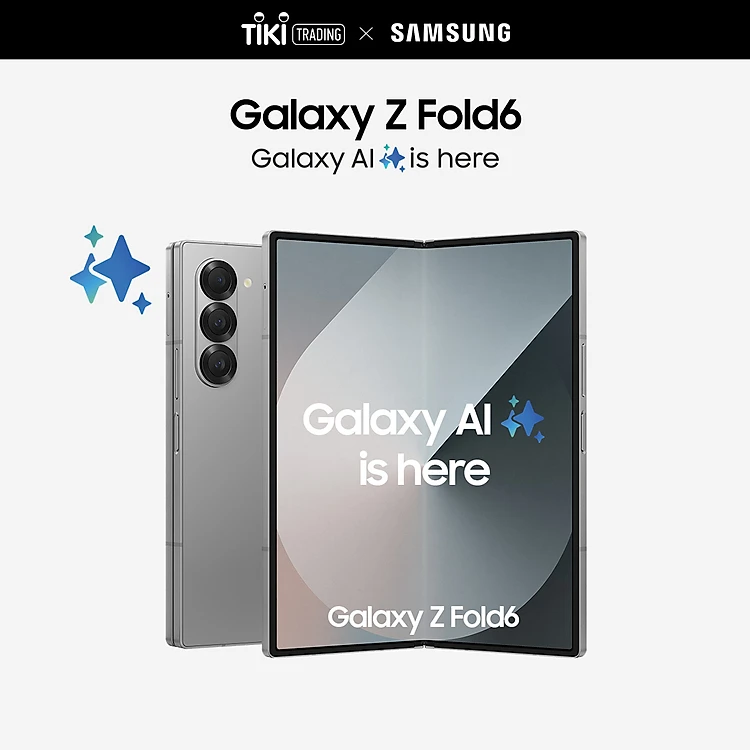 TiKi TRADING × SAMSUNG
Galaxy Z Fold6
Galaxy AI is here
Galaxy AI
is here
Galaxy Z Fold6